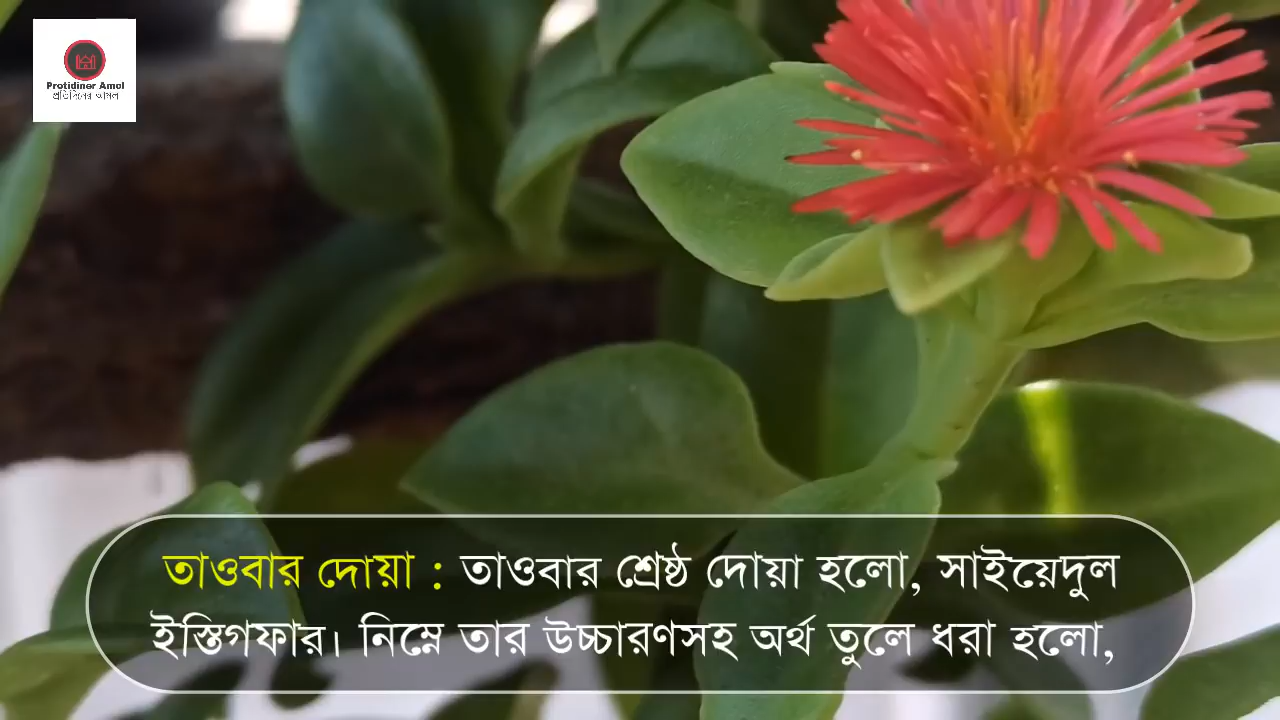 Protidiner Amol
প্রতিদিনের আমল
তাওবার দোয়া : তাওবার শ্রেষ্ঠ দোয়া হলো, সাইয়েদুল
ইস্তিগফার। নিম্নে তার উচ্চারণসহ অর্থ তুলে ধরা হলো,